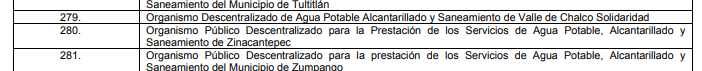 Saneamiento del Municipio de Tultitlán
279. Organismo Descentralizado de Agua Potable Alcantarillado y Saneamiento de Valle de Chalco Solidaridad
280. Organismo Público Descentralizado para la Prestación de los Servicios de Agua Potable, Alcantarillado y
Saneamiento de Zinacantepec
281. Organismo Público Descentralizado para la prestación de los Servicios de Agua Potable, Alcantarillado y
Saneamiento del Municipio de Zumpango